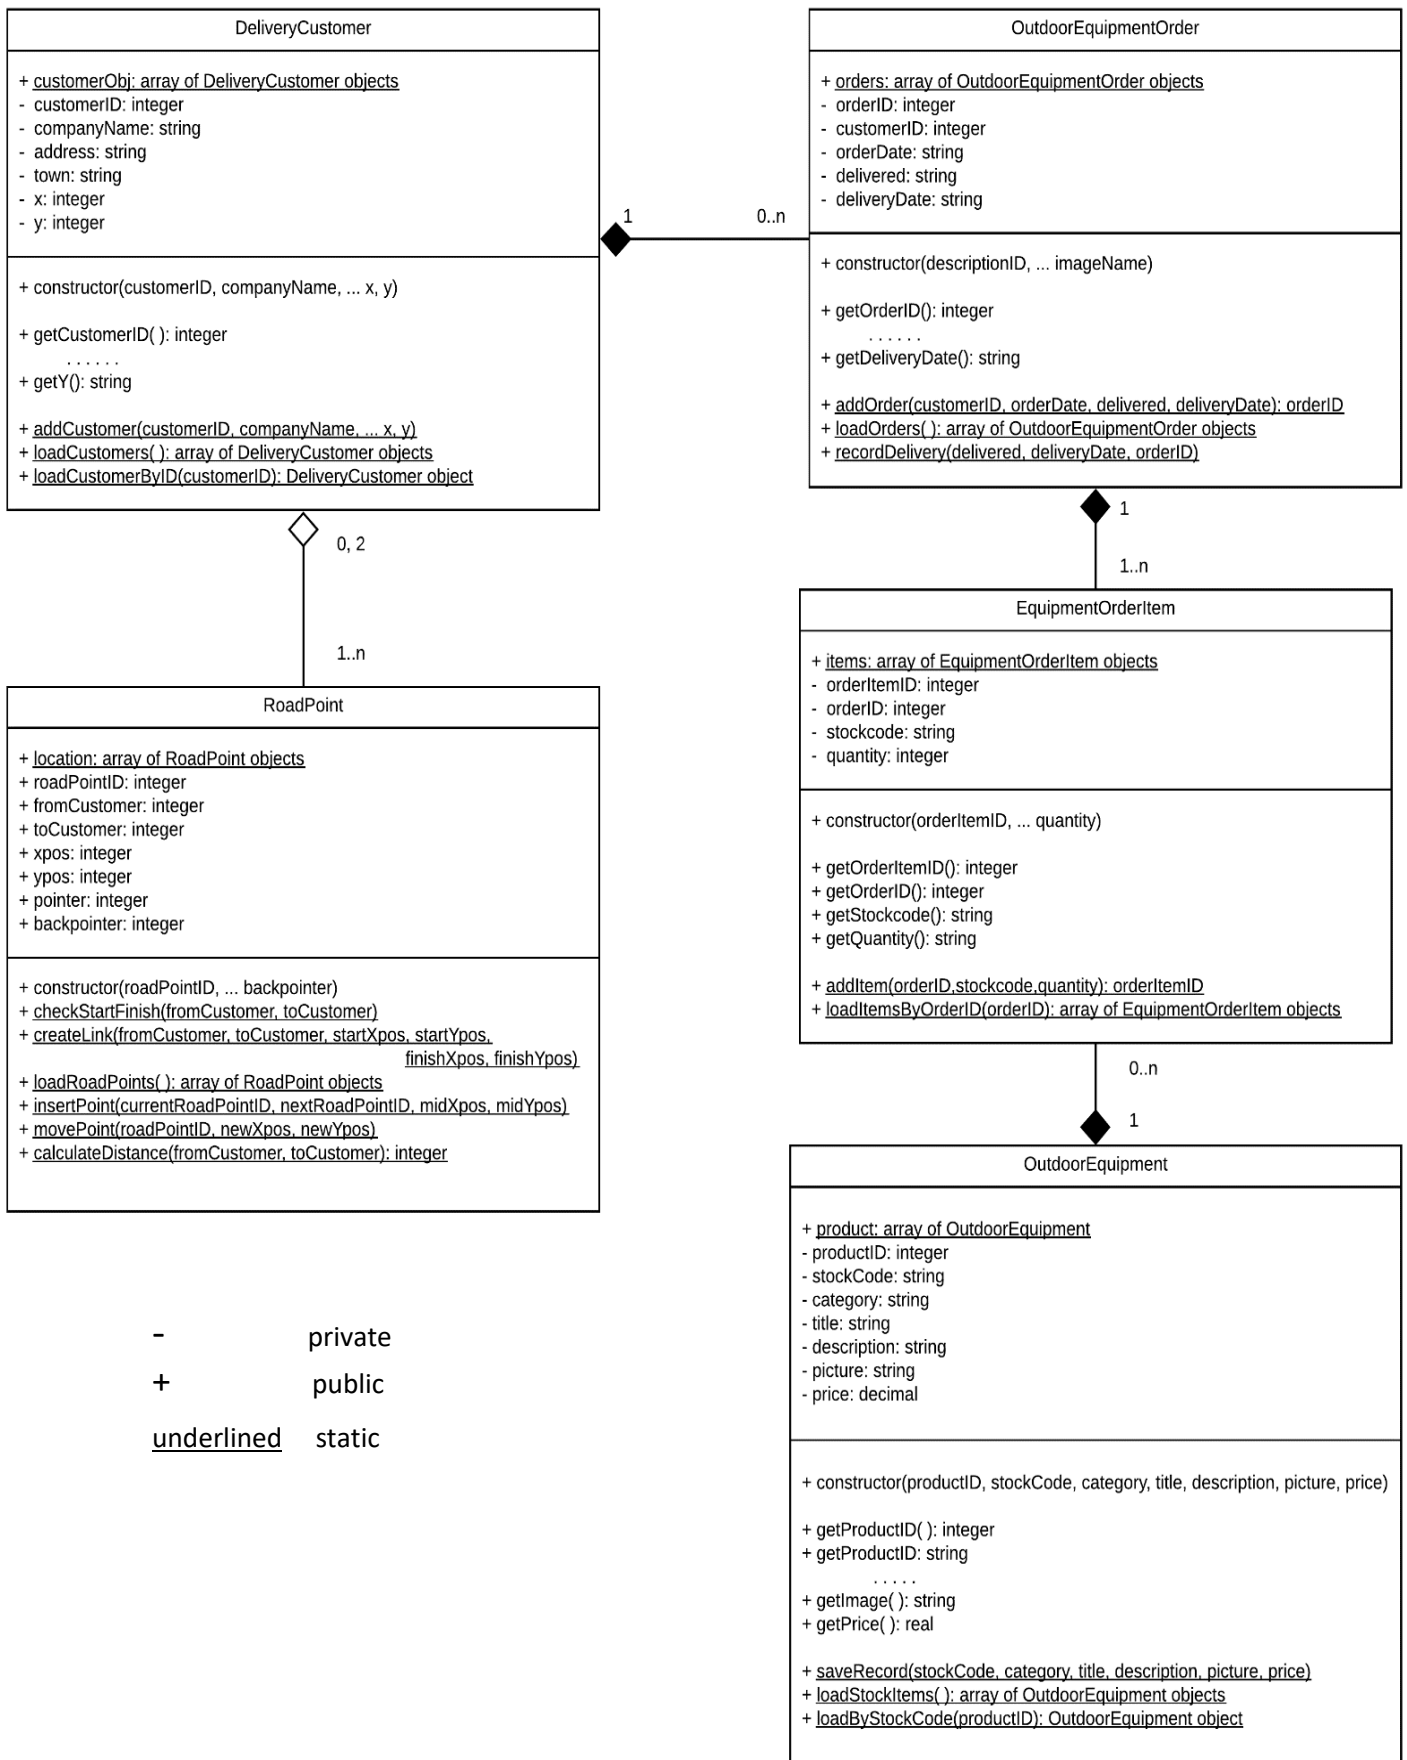 DeliveryCustomer
+ customerObj: array of DeliveryCustomer objects
- customerID: integer
- companyName: string
- address: string
- town: string
- x: integer
- y: integer
+ constructor(customerID, companyName, ... x, y)
+ getCustomerID( ): integer
. . . . . .
+ getY(): string
+ addCustomer(customerID, companyName, ... x, y)
+ loadCustomers( ): array of DeliveryCustomer objects
+ loadCustomerByID(customerID): DeliveryCustomer object
1
0..n
OutdoorEquipmentOrder
+ orders: array of OutdoorEquipmentOrder objects
- orderID: integer
- customerID: integer
- orderDate: string
- delivered: string
- deliveryDate: string
+ constructor(descriptionID, ... imageName)
+ getOrderID(): integer
. . . . . .
+ getDeliveryDate(): string
+ addOrder(customerID, orderDate, delivered, deliveryDate): orderID
+ loadOrders( ): array of OutdoorEquipmentOrder objects
+ recordDelivery(delivered, deliveryDate, orderID)
0, 2
1..n
RoadPoint
+ location: array of RoadPoint objects
+ roadPointID: integer
+ fromCustomer: integer
+ toCustomer: integer
+ xpos: integer
+ ypos: integer
+ pointer: integer
+ backpointer: integer
+ constructor(roadPointID, ... backpointer)
+ checkStartFinish(fromCustomer, toCustomer)
+ createLink(fromCustomer, toCustomer, startXpos, startYpos,
finishXpos, finishYpos)
+ loadRoadPoints( ): array of RoadPoint objects
+ insertPoint(currentRoadPointID, nextRoadPointID, midXpos, midYpos)
+ movePoint(roadPointID, newXpos, newYpos)
+ calculateDistance(fromCustomer, toCustomer): integer
1
1..n
EquipmentOrderItem
+ items: array of EquipmentOrderItem objects
- orderItemID: integer
- orderID: integer
- stockcode: string
- quantity: integer
+ constructor(orderItemID, ... quantity)
+ getOrderItemID(): integer
+ getOrderID(): integer
+ getStockcode(): string
+ getQuantity(): string
+ addItem(orderID,stockcode,quantity): orderItemID
+ loadItemsByOrderID(orderID): array of EquipmentOrderItem objects
0..n
1
OutdoorEquipment
+ product: array of OutdoorEquipment
- productID: integer
- stockCode: string
- category: string
- title: string
- description: string
- picture: string
- price: decimal
+ constructor(productID, stockCode, category, title, description, picture, price)
+ getProductID( ): integer
+ getProductID: string
. . . . .
+ getImage( ): string
+ getPrice( ): real
+ saveRecord(stockCode, category, title, description, picture, price)
+ loadStockItems( ): array of OutdoorEquipment objects
+ loadByStockCode(productID): OutdoorEquipment object
- private
+ public
underlined static